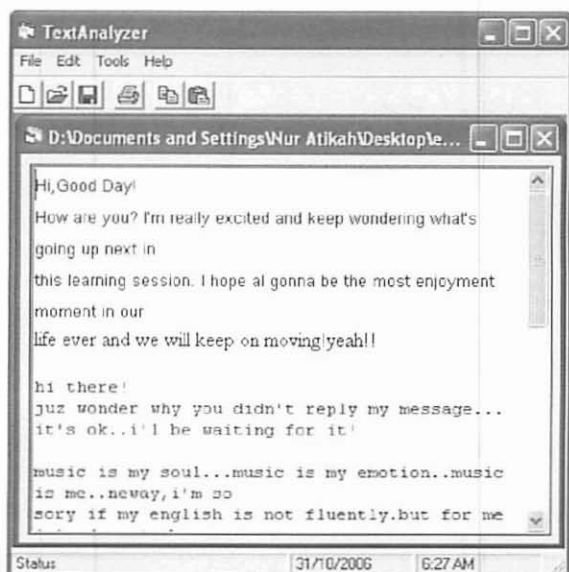 TextAnalyzer
File Edit Tools Help
D:\Documents and Settings\Nur Atikah\Desktop\e...
Hi,Good Day!
How are you? I'm really excited and keep wondering what's
going up next in
this learning session. I hope al gonna be the most enjoyment
moment in our
life ever and we will keep on moving!yeah!!
hi there!
juz wonder why you didn't reply my message...
it's ok..i'l be waiting for it!
music is my soul...music is my emotion..music
is me..neway,i'm so
sory if my english is not fluently.but for me
Status 31/10/2006 6:27 AM